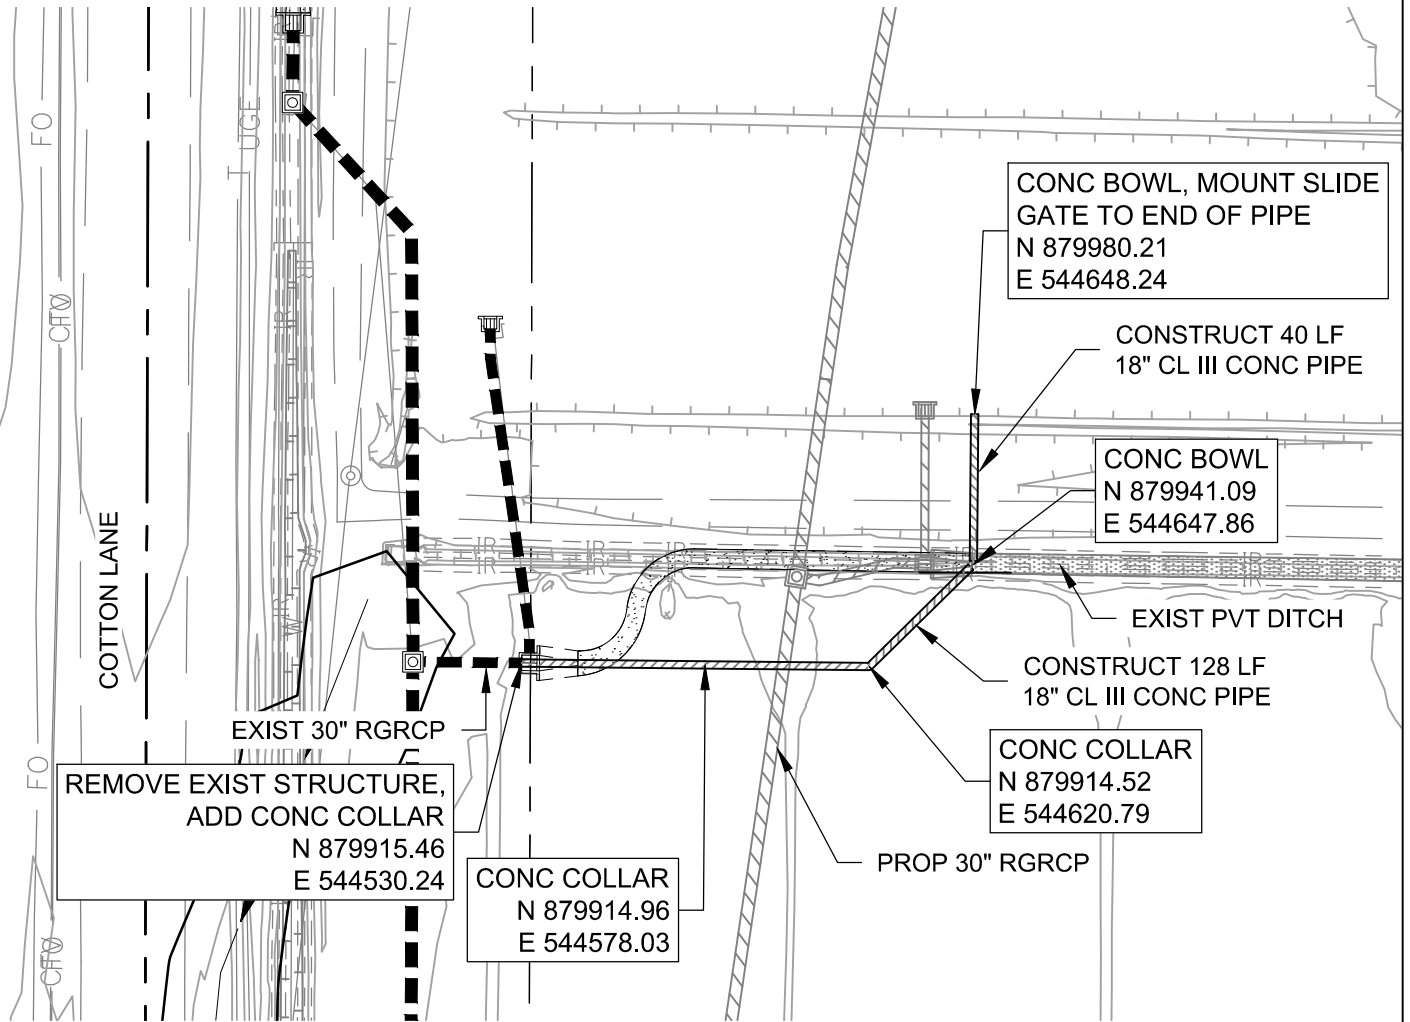 FO
UGE
CONC BOWL, MOUNT SLIDE
GATE TO END OF PIPE
N 879980.21
E 544648.24
IR
CTV
CONSTRUCT 40 LF
18" CL III CONC PIPE
CONC BOWL
N 879941.09
E 544647.86
COTTON LANE
IR
IR
IR
IR
IR
IR
EXIST PVT DITCH
W
CONSTRUCT 128 LF
18" CL III CONC PIPE
EXIST 30" RGRCP
CONC COLLAR
N 879914.52
E 544620.79
FO
REMOVE EXIST STRUCTURE,
ADD CONC COLLAR
N 879915.46
E 544530.24
PROP 30" RGRCP
CONC COLLAR
N 879914.96
E 544578.03